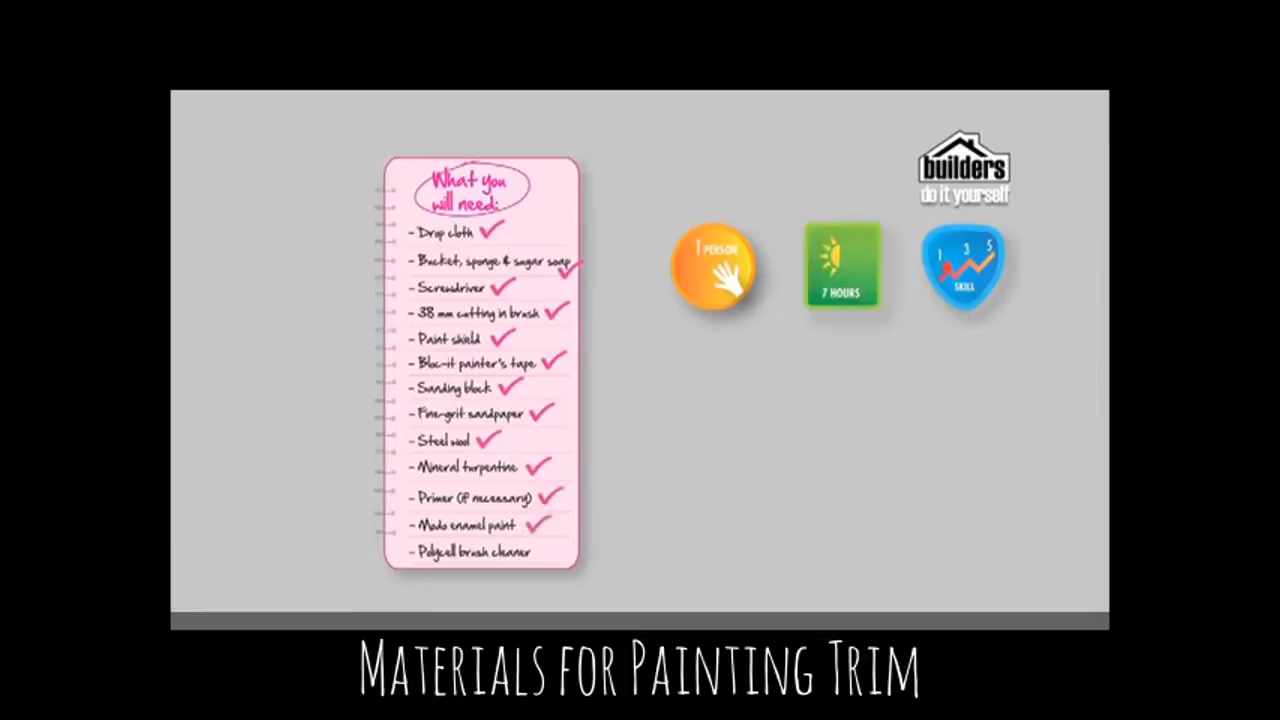 What you
will need:
- Drop cloth
- Bucket, sponge & sugar soap
- Screwdriver
- 38 mm cutting in brush
- Paint shield
- Bloc-it painter's tape
- Sanding block
- Fine-grit sandpaper
- Steel wool
- Mineral turpentine
- Primer (if necessary)
- Modo enamel paint
- Polycell brush cleaner
builders
do it yourself
1 PERSON
7 HOURS
1 3 5
SKILL
MATERIALS FOR PAINTING TRIM